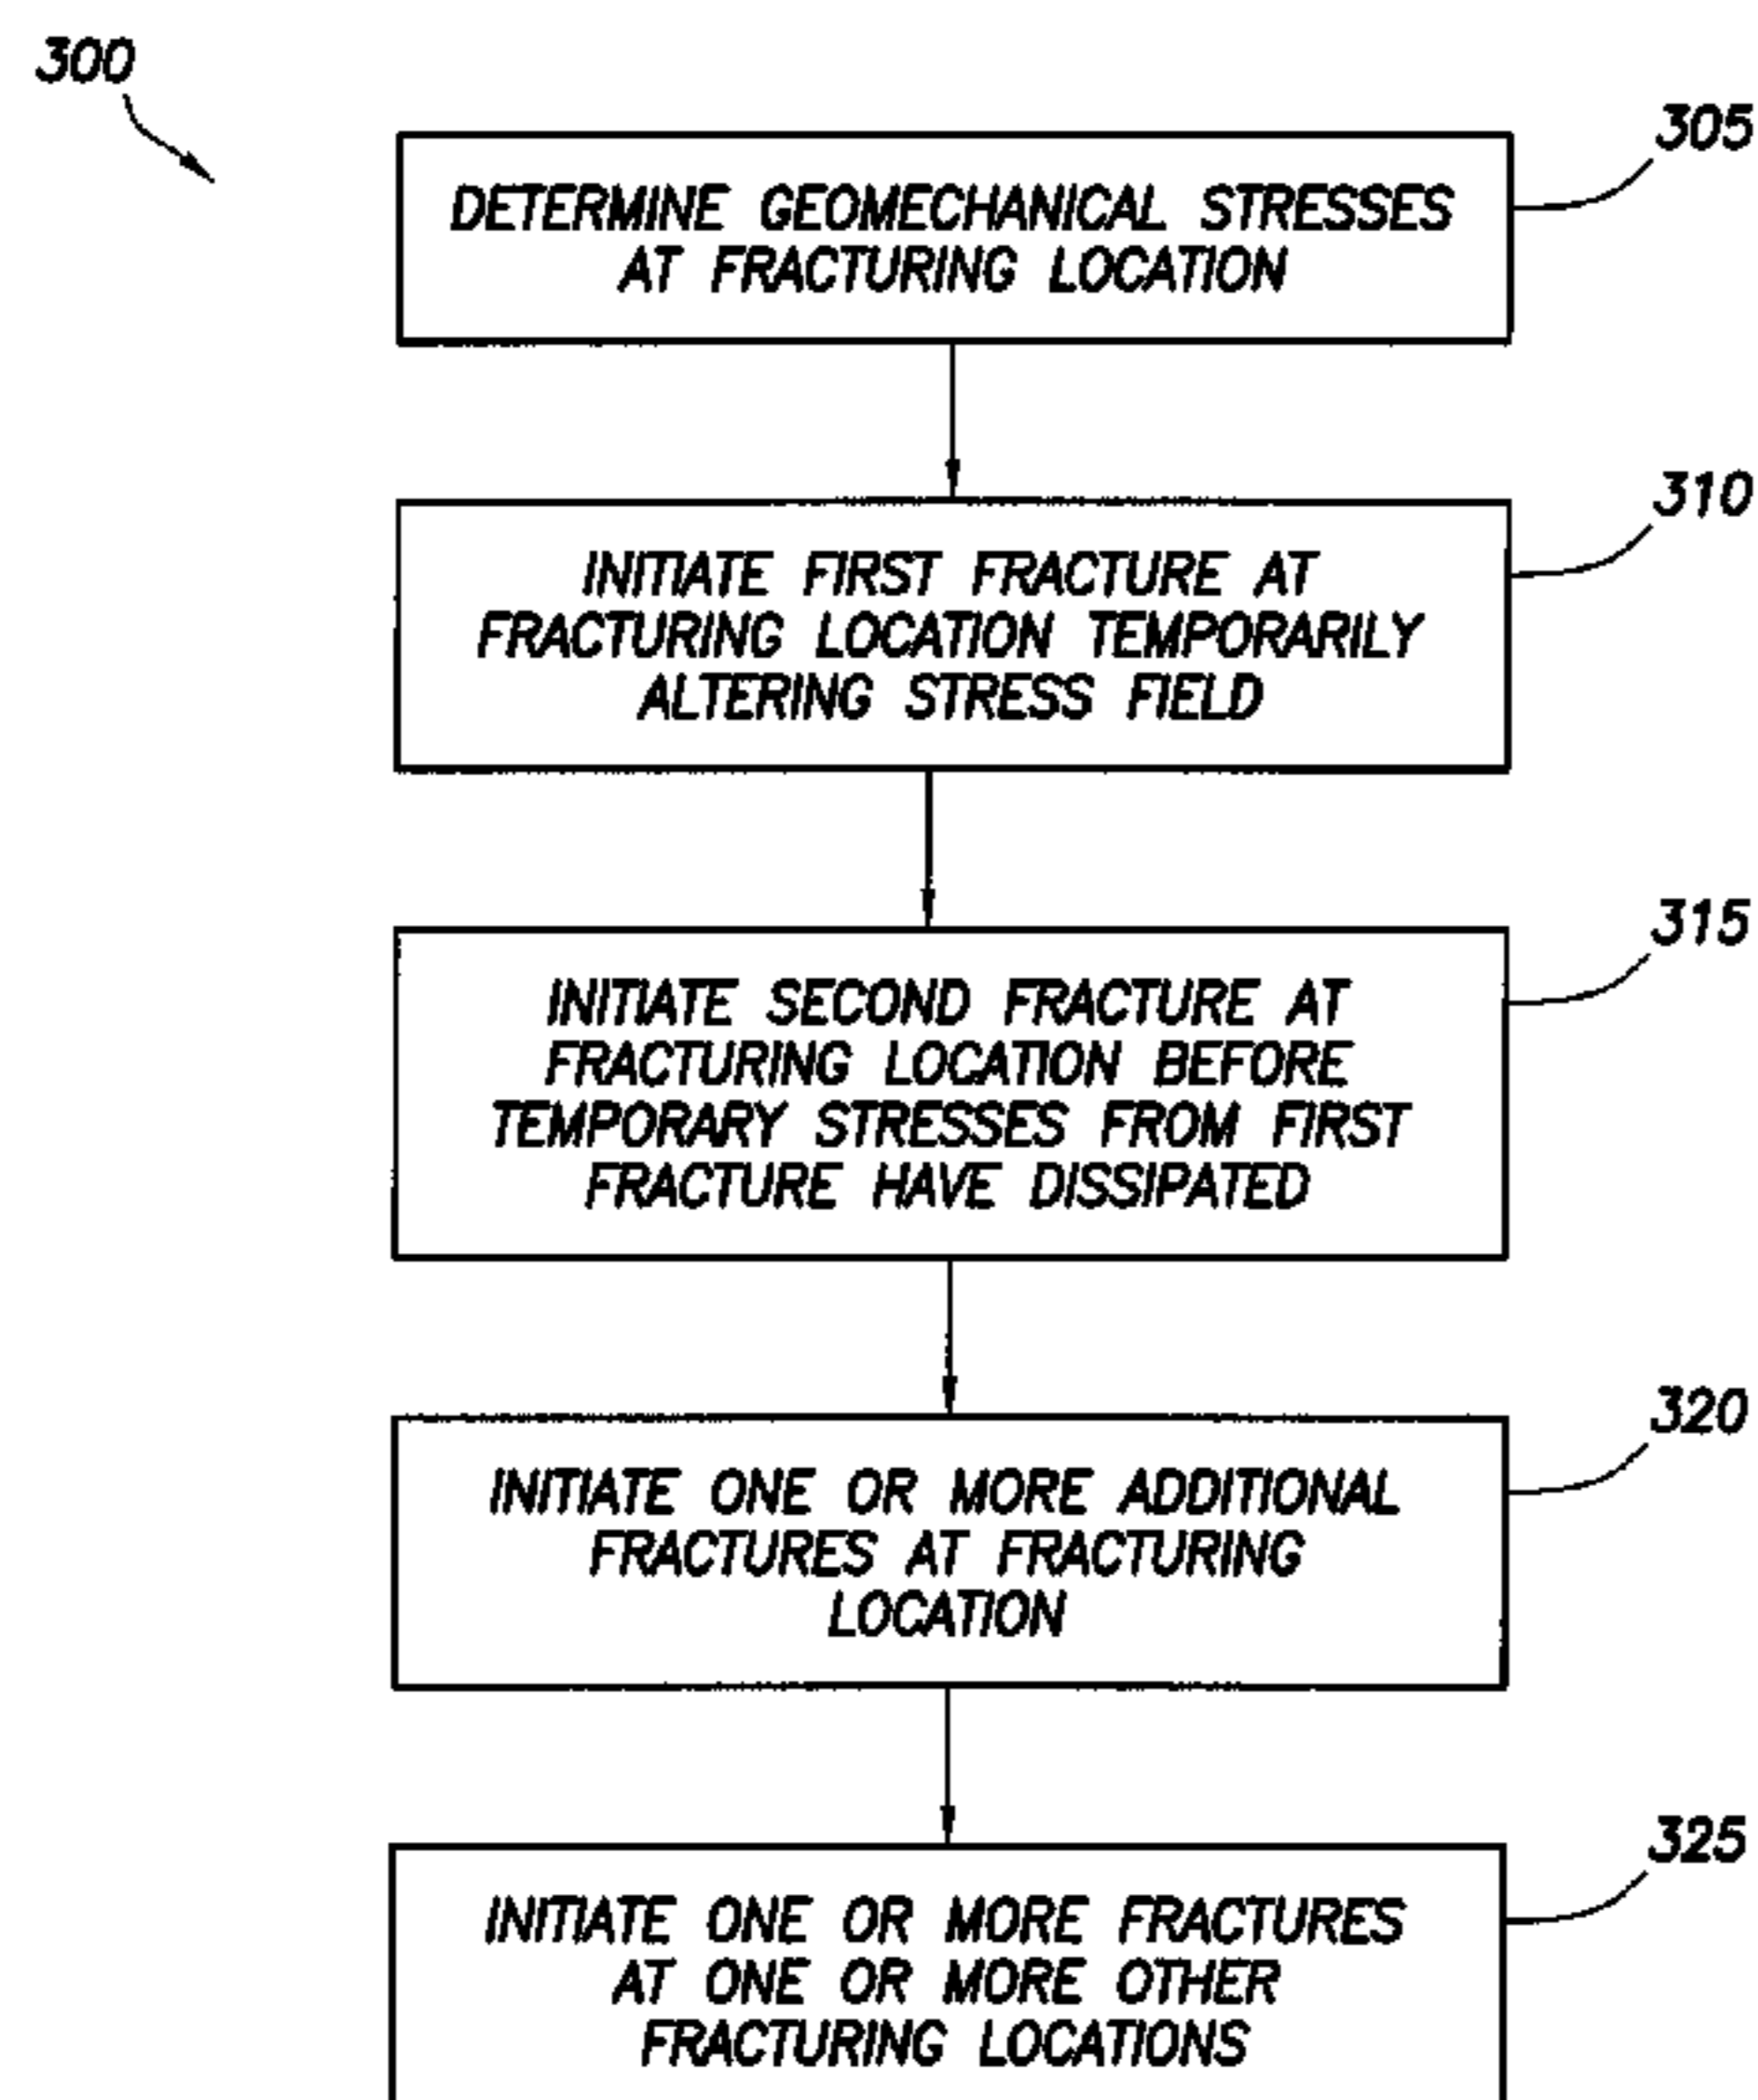 300
305
DETERMINE GEOMECHANICAL STRESSES
AT FRACTURING LOCATION
310
INITIATE FIRST FRACTURE AT
FRACTURING LOCATION TEMPORARILY
ALTERING STRESS FIELD
315
INITIATE SECOND FRACTURE AT
FRACTURING LOCATION BEFORE
TEMPORARY STRESSES FROM FIRST
FRACTURE HAVE DISSIPATED
320
INITIATE ONE OR MORE ADDITIONAL
FRACTURES AT FRACTURING
LOCATION
325
INITIATE ONE OR MORE FRACTURES
AT ONE OR MORE OTHER
FRACTURING LOCATIONS